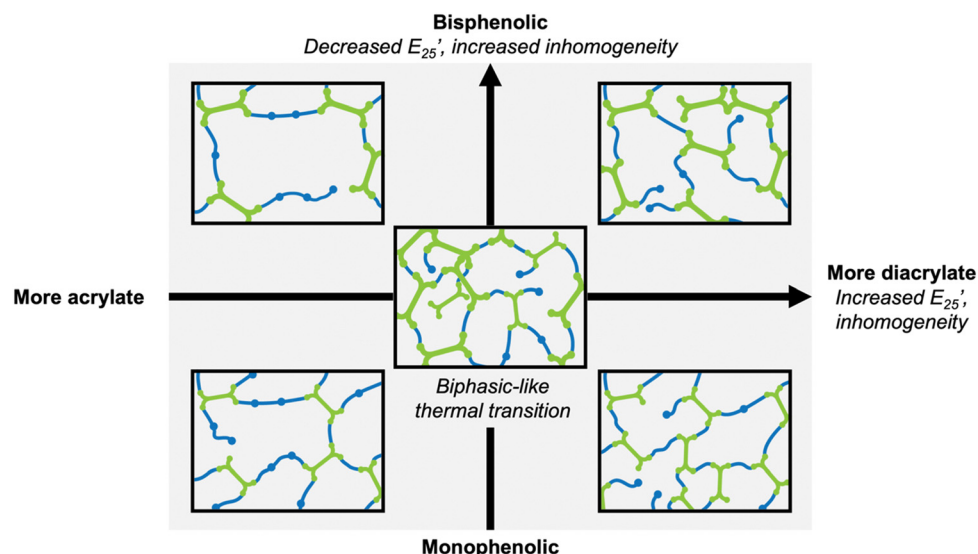 Bisphenolic
Decreased E₂₅’, increased inhomogeneity
More acrylate
More diacrylate
Increased E₂₅’,
inhomogeneity
Biphasic-like
thermal transition
Monophenolic